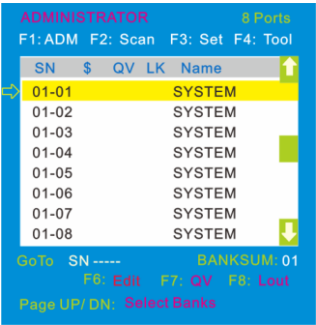 ADMINISTRATOR 8 Ports
F1: ADM F2: Scan F3: Set F4: Tool
SN $ QV LK Name
01-01 SYSTEM
01-02 SYSTEM
01-03 SYSTEM
01-04 SYSTEM
01-05 SYSTEM
01-06 SYSTEM
01-07 SYSTEM
01-08 SYSTEM
GoTo SN ----- BANKSUM: 01
F6: Edit F7: QV F8: Lout
Page UP/ DN: Select Banks